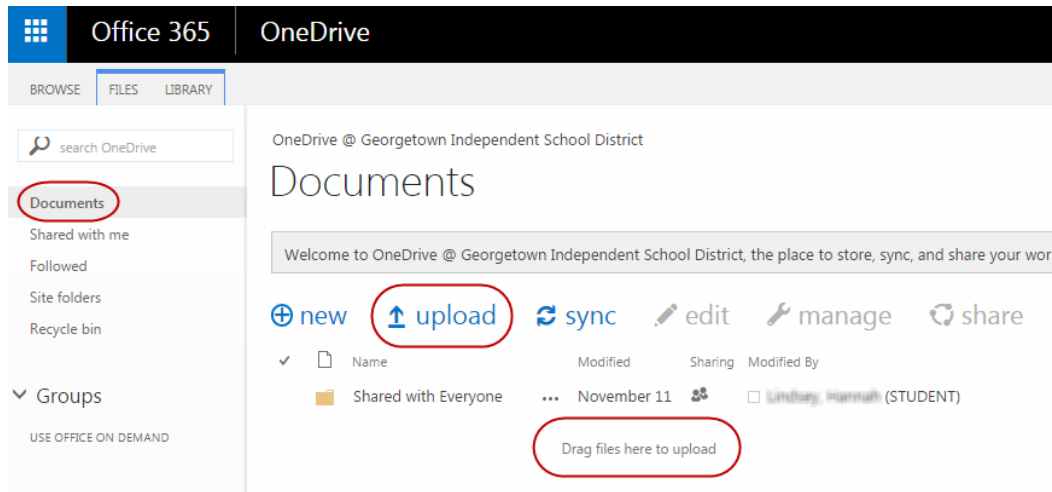 Office 365 OneDrive
BROWSE FILES LIBRARY
search OneDrive
Documents
Shared with me
Followed
Site folders
Recycle bin
Groups
USE OFFICE ON DEMAND
OneDrive @ Georgetown Independent School District
Documents
Welcome to OneDrive @ Georgetown Independent School District, the place to store, sync, and share your wor
new upload sync edit manage share
Name Modified Sharing Modified By
Shared with Everyone ... November 11 (STUDENT)
Drag files here to upload